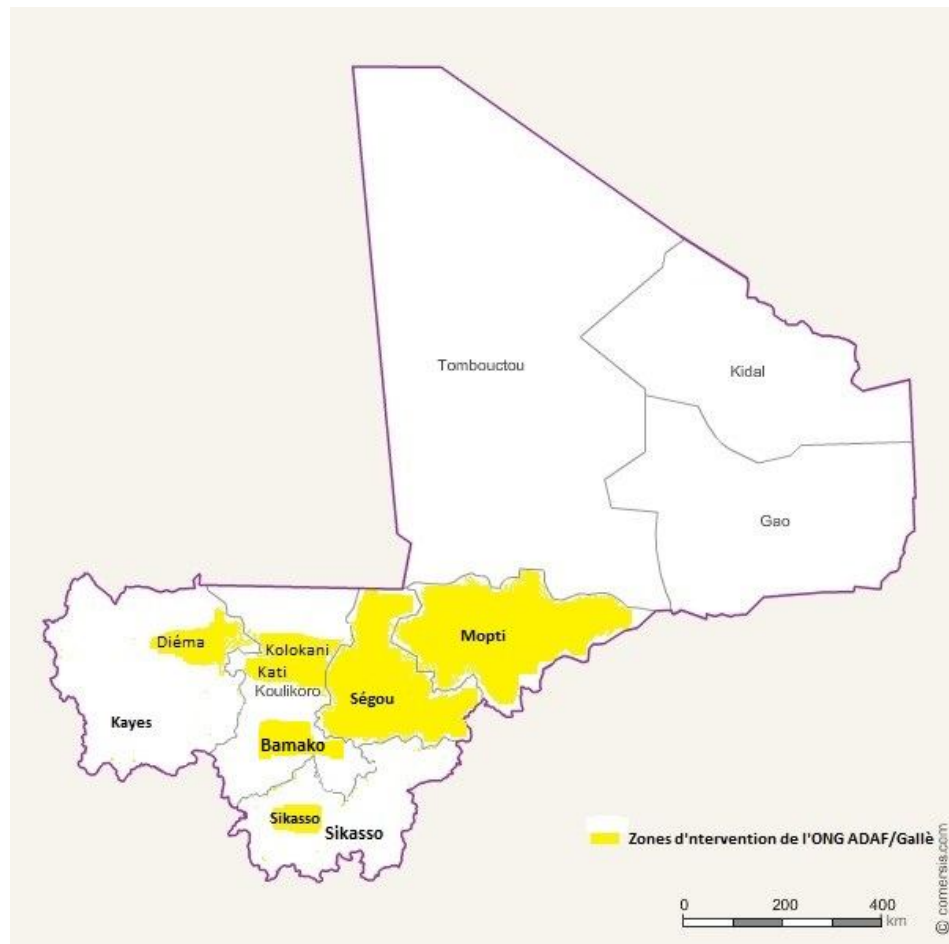 Tombouctou
Kidal
Gao
Mopti
Diéma
Kolokani
Kati
Koulikoro
Ségou
Kayes
Bamako
Sikasso
Sikasso
Zones d'ntervention de l'ONG ADAF/Gallè
0 200 400
km
© comersis.com